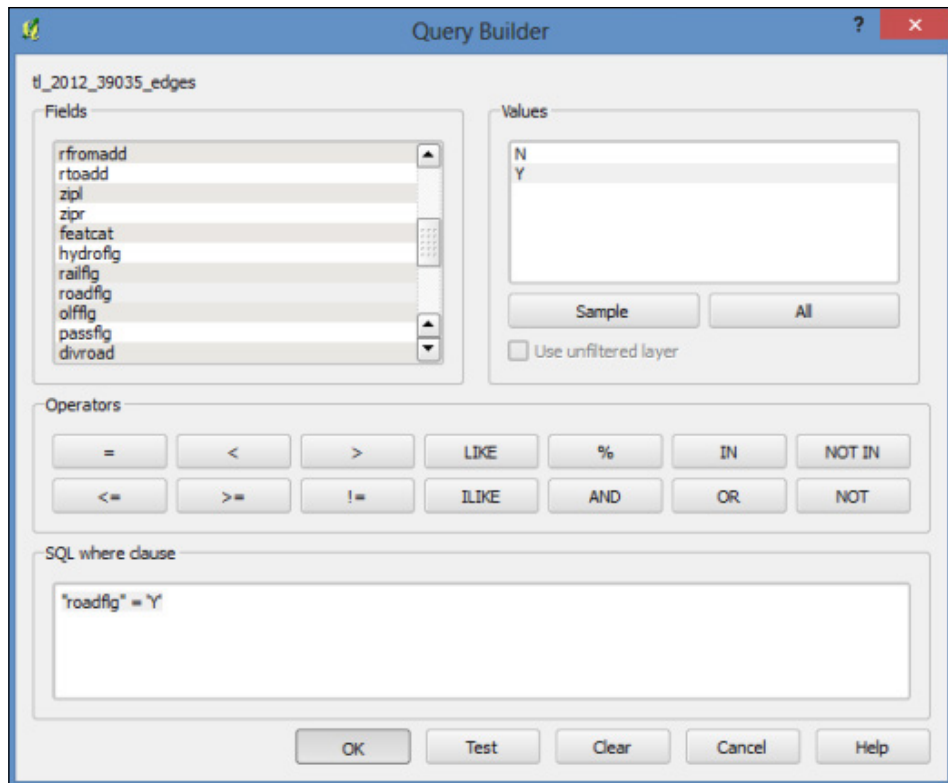 Query Builder
?
×
tl_2012_39035_edges
Fields
rfromadd
rtoadd
zipl
zipr
featcat
hydroflg
railflg
roadflg
olfflg
passflg
divroad
Values
N
Y
Sample
All
Use unfiltered layer
Operators
= < > LIKE % IN NOT IN
<= >= != ILIKE AND OR NOT
SQL where clause
"roadflg" = 'Y'
OK Test Clear Cancel Help